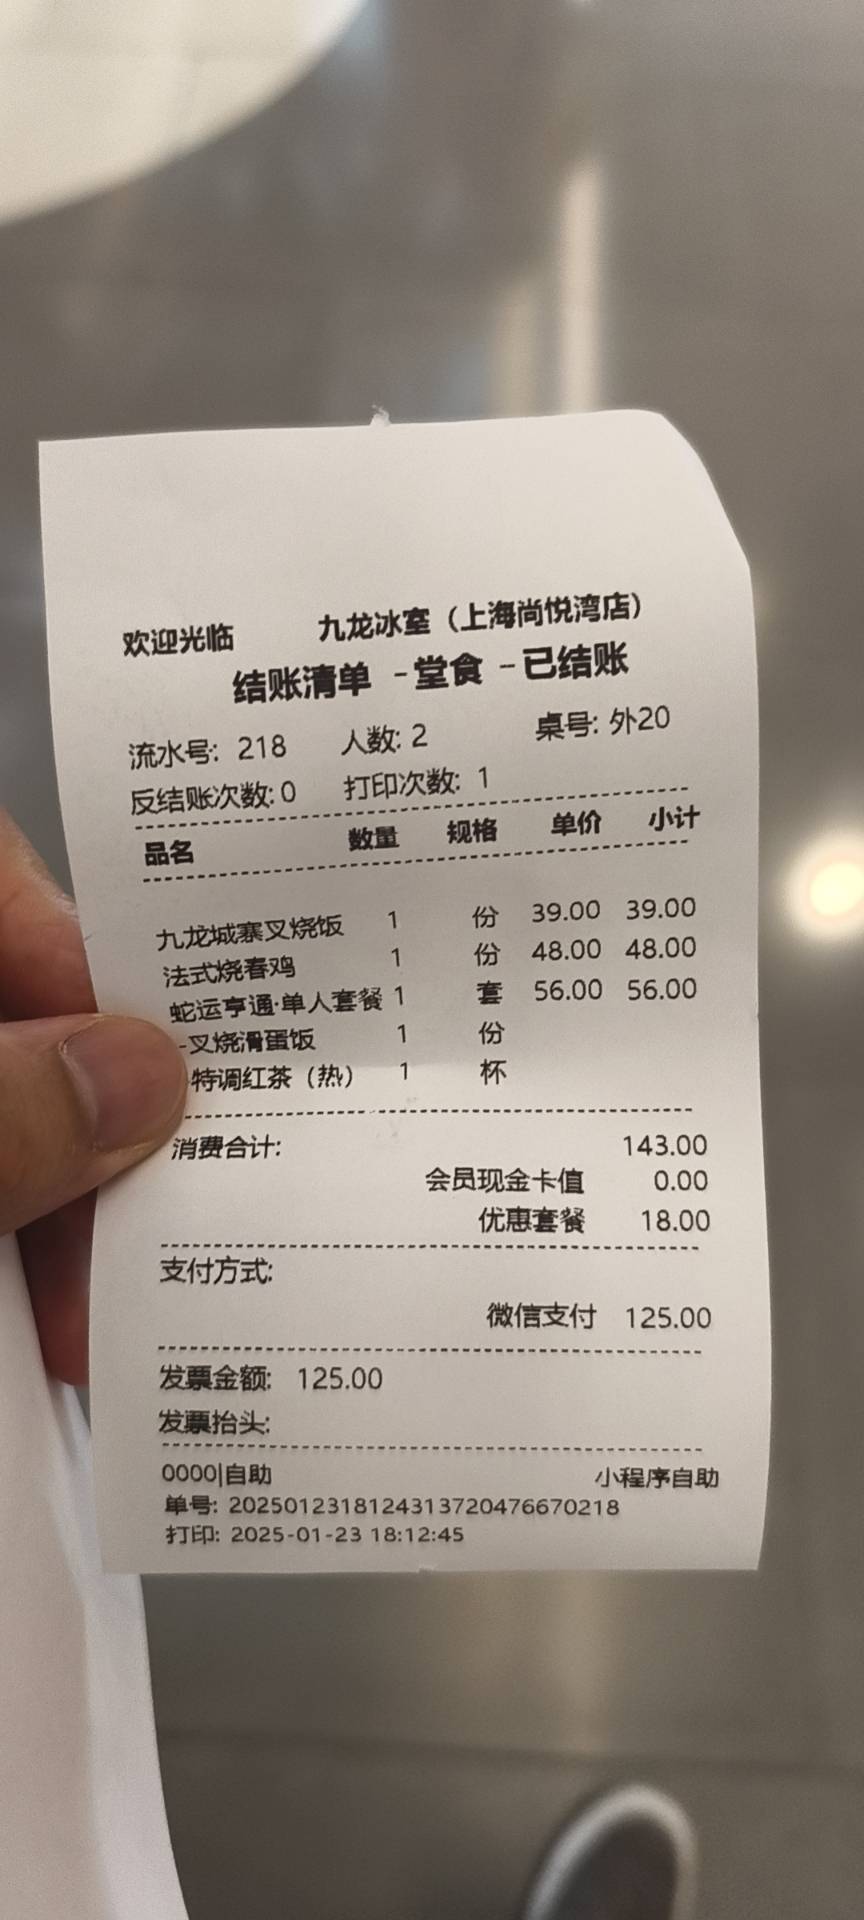 欢迎光临 九龙冰室（上海尚悦湾店）
结账清单 -堂食 -已结账
流水号: 218 人数: 2 桌号: 外20
反结账次数: 0 打印次数: 1
品名 数量 规格 单价 小计
九龙城寨叉烧饭 1 份 39.00 39.00
法式烧春鸡 1 份 48.00 48.00
蛇运亨通·单人套餐 1 套 56.00 56.00
-叉烧滑蛋饭 1 份
特调红茶（热） 1 杯
消费合计: 143.00
会员现金卡值 0.00
优惠套餐 18.00
支付方式:
微信支付 125.00
发票金额: 125.00
发票抬头:
0000|自助 小程序自助
单号: 20250123181243137204766​70218
打印: 2025-01-23 18:12:45